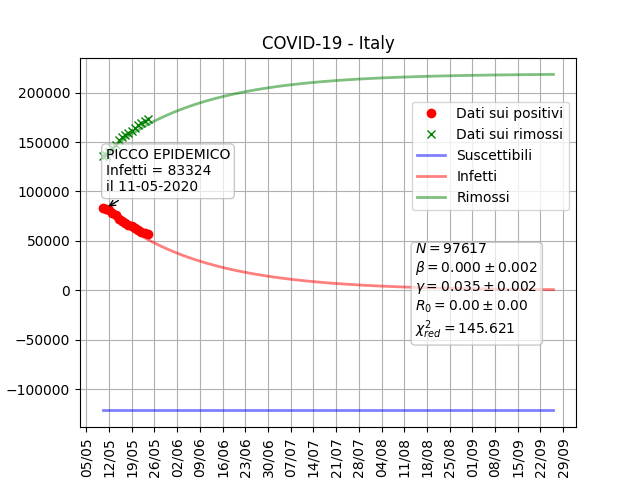 COVID-19 - Italy
200000
150000
100000
50000
0
−50000
−100000
Dati sui positivi
Dati sui rimossi
Suscettibili
Infetti
Rimossi
PICCO EPIDEMICO
Infetti = 83324
il 11-05-2020
N = 97617
β = 0.000 ± 0.002
γ = 0.035 ± 0.002
R₀ = 0.00 ± 0.00
χ²red = 145.621
05/05
12/05
19/05
26/05
02/06
09/06
16/06
23/06
30/06
07/07
14/07
21/07
28/07
04/08
11/08
18/08
25/08
01/09
08/09
15/09
22/09
29/09